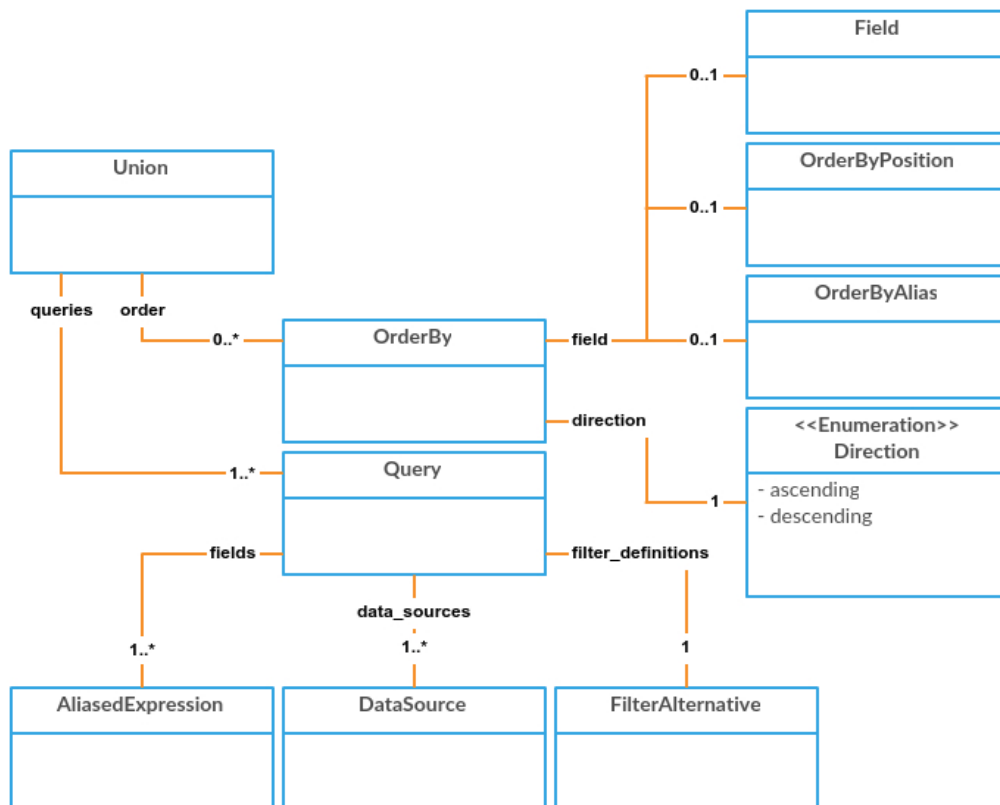 Field
0..1
OrderByPosition
Union
0..1
OrderByAlias
queries
order
0..*
OrderBy
field
0..1
direction
<<Enumeration>>
Direction
- ascending
- descending
1..*
Query
1
fields
filter_definitions
data_sources
1..*
1..*
1
AliasedExpression
DataSource
FilterAlternative